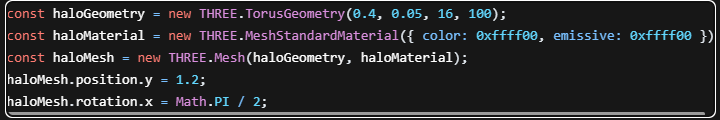 const haloGeometry = new THREE.TorusGeometry(0.4, 0.05, 16, 100);
const haloMaterial = new THREE.MeshStandardMaterial({ color: 0xffff00, emissive: 0xffff00 })
const haloMesh = new THREE.Mesh(haloGeometry, haloMaterial);
haloMesh.position.y = 1.2;
haloMesh.rotation.x = Math.PI / 2;